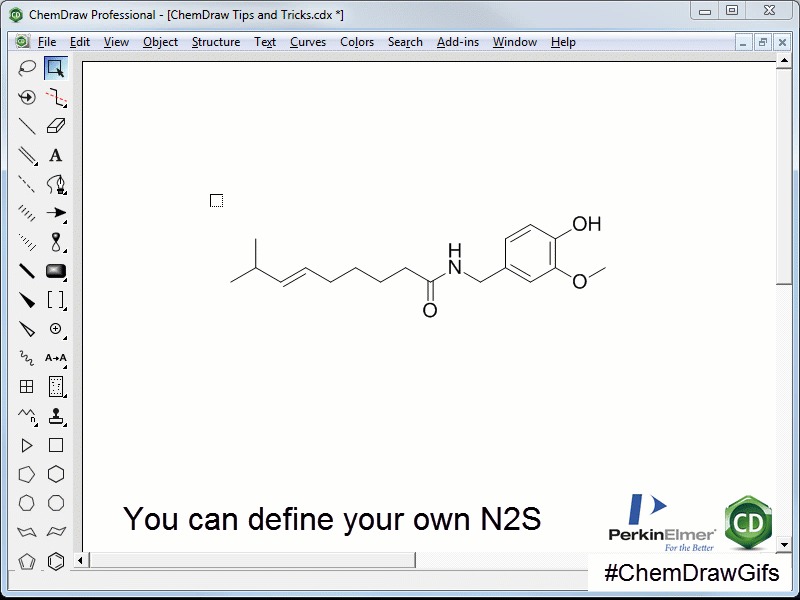 ChemDraw Professional - [ChemDraw Tips and Tricks.cdx *]
File Edit View Object Structure Text Curves Colors Search Add-ins Window Help
A
A→A
n
OH
H
N
O
O
You can define your own N2S
PerkinElmer®
For the Better
CD
#ChemDrawGifs